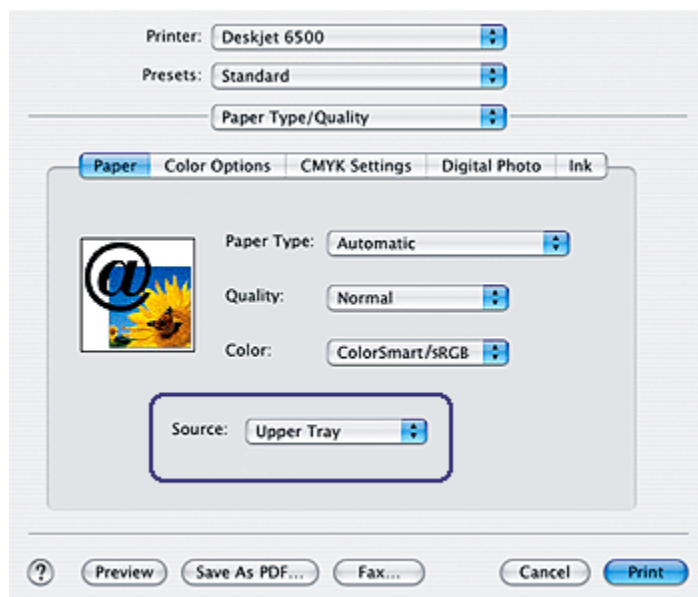 Printer: Deskjet 6500
Presets: Standard
Paper Type/Quality
Paper Color Options CMYK Settings Digital Photo Ink
@
Paper Type: Automatic
Quality: Normal
Color: ColorSmart/sRGB
Source: Upper Tray
? Preview Save As PDF... Fax... Cancel Print